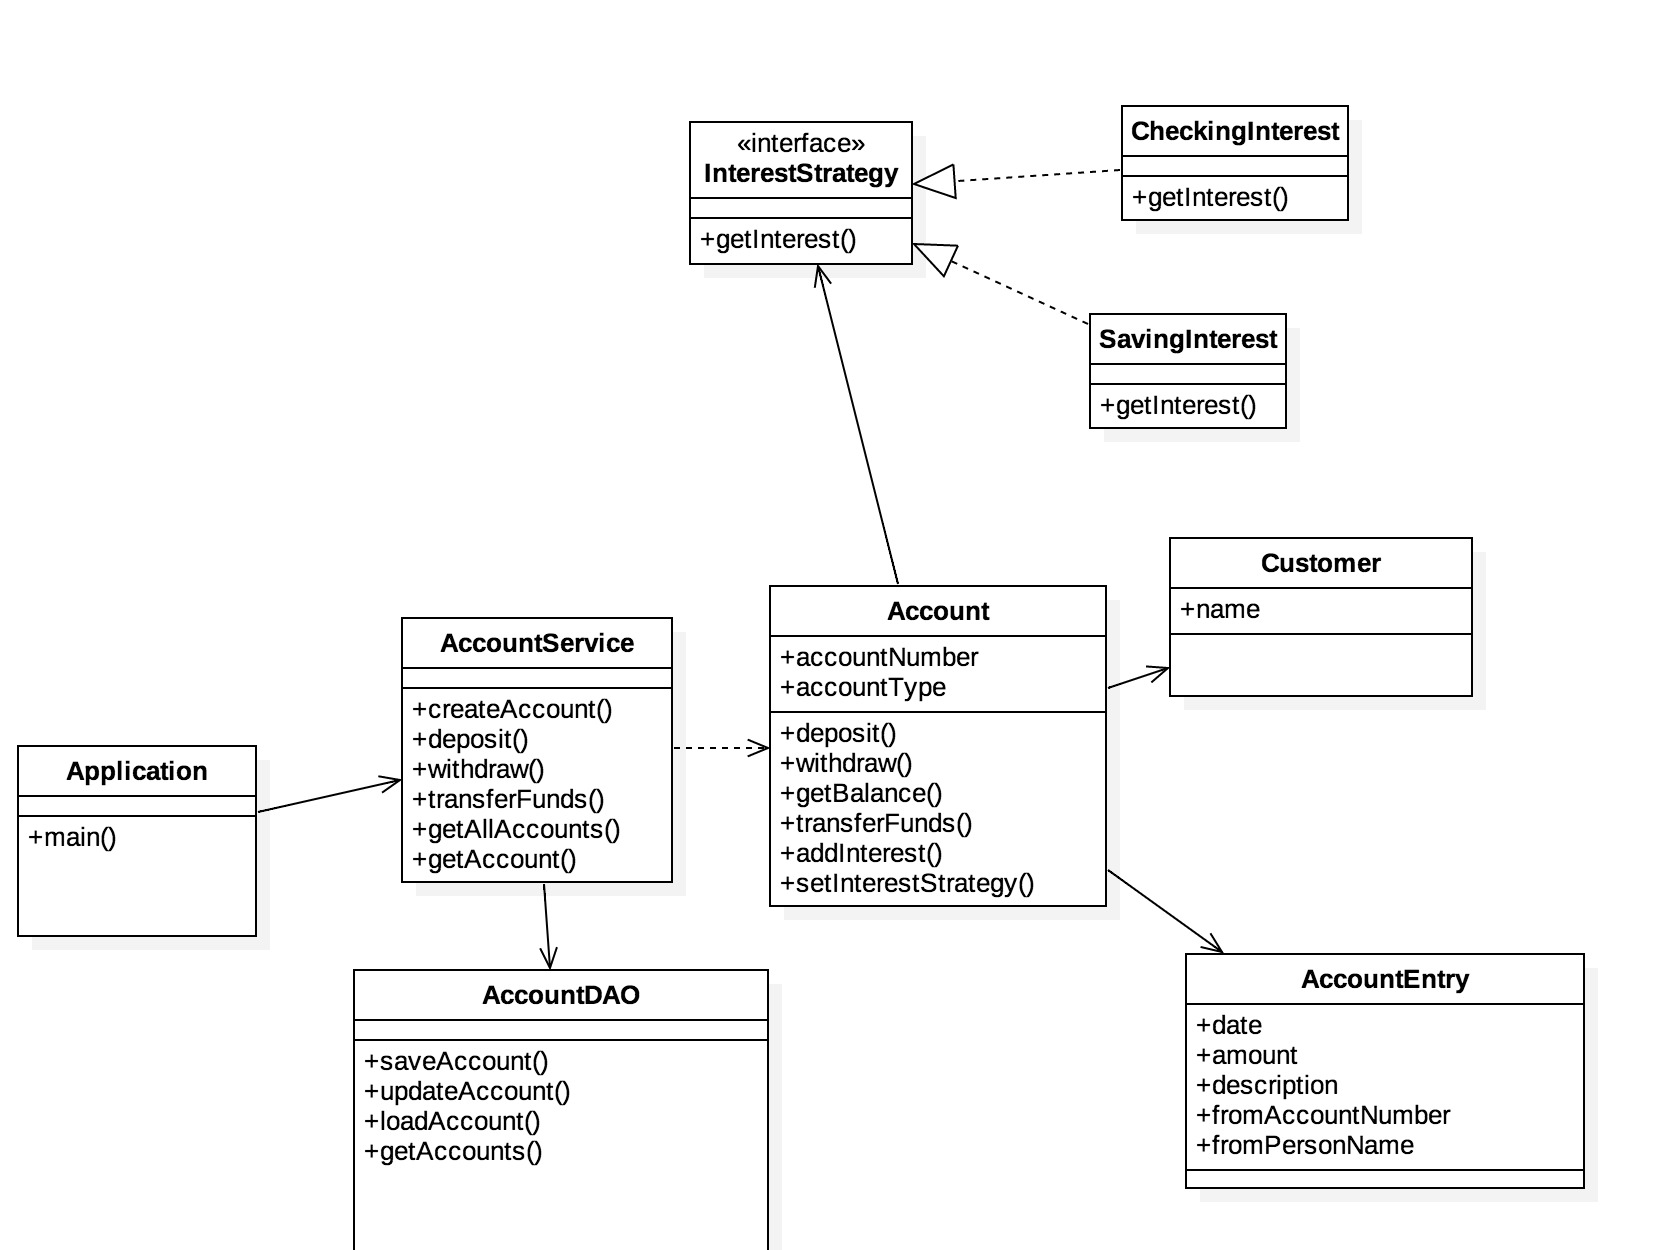 «interface»
InterestStrategy
+getInterest()
CheckingInterest
+getInterest()
SavingInterest
+getInterest()
Customer
+name
Account
+accountNumber
+accountType
+deposit()
+withdraw()
+getBalance()
+transferFunds()
+addInterest()
+setInterestStrategy()
AccountService
+createAccount()
+deposit()
+withdraw()
+transferFunds()
+getAllAccounts()
+getAccount()
Application
+main()
AccountDAO
+saveAccount()
+updateAccount()
+loadAccount()
+getAccounts()
AccountEntry
+date
+amount
+description
+fromAccountNumber
+fromPersonName